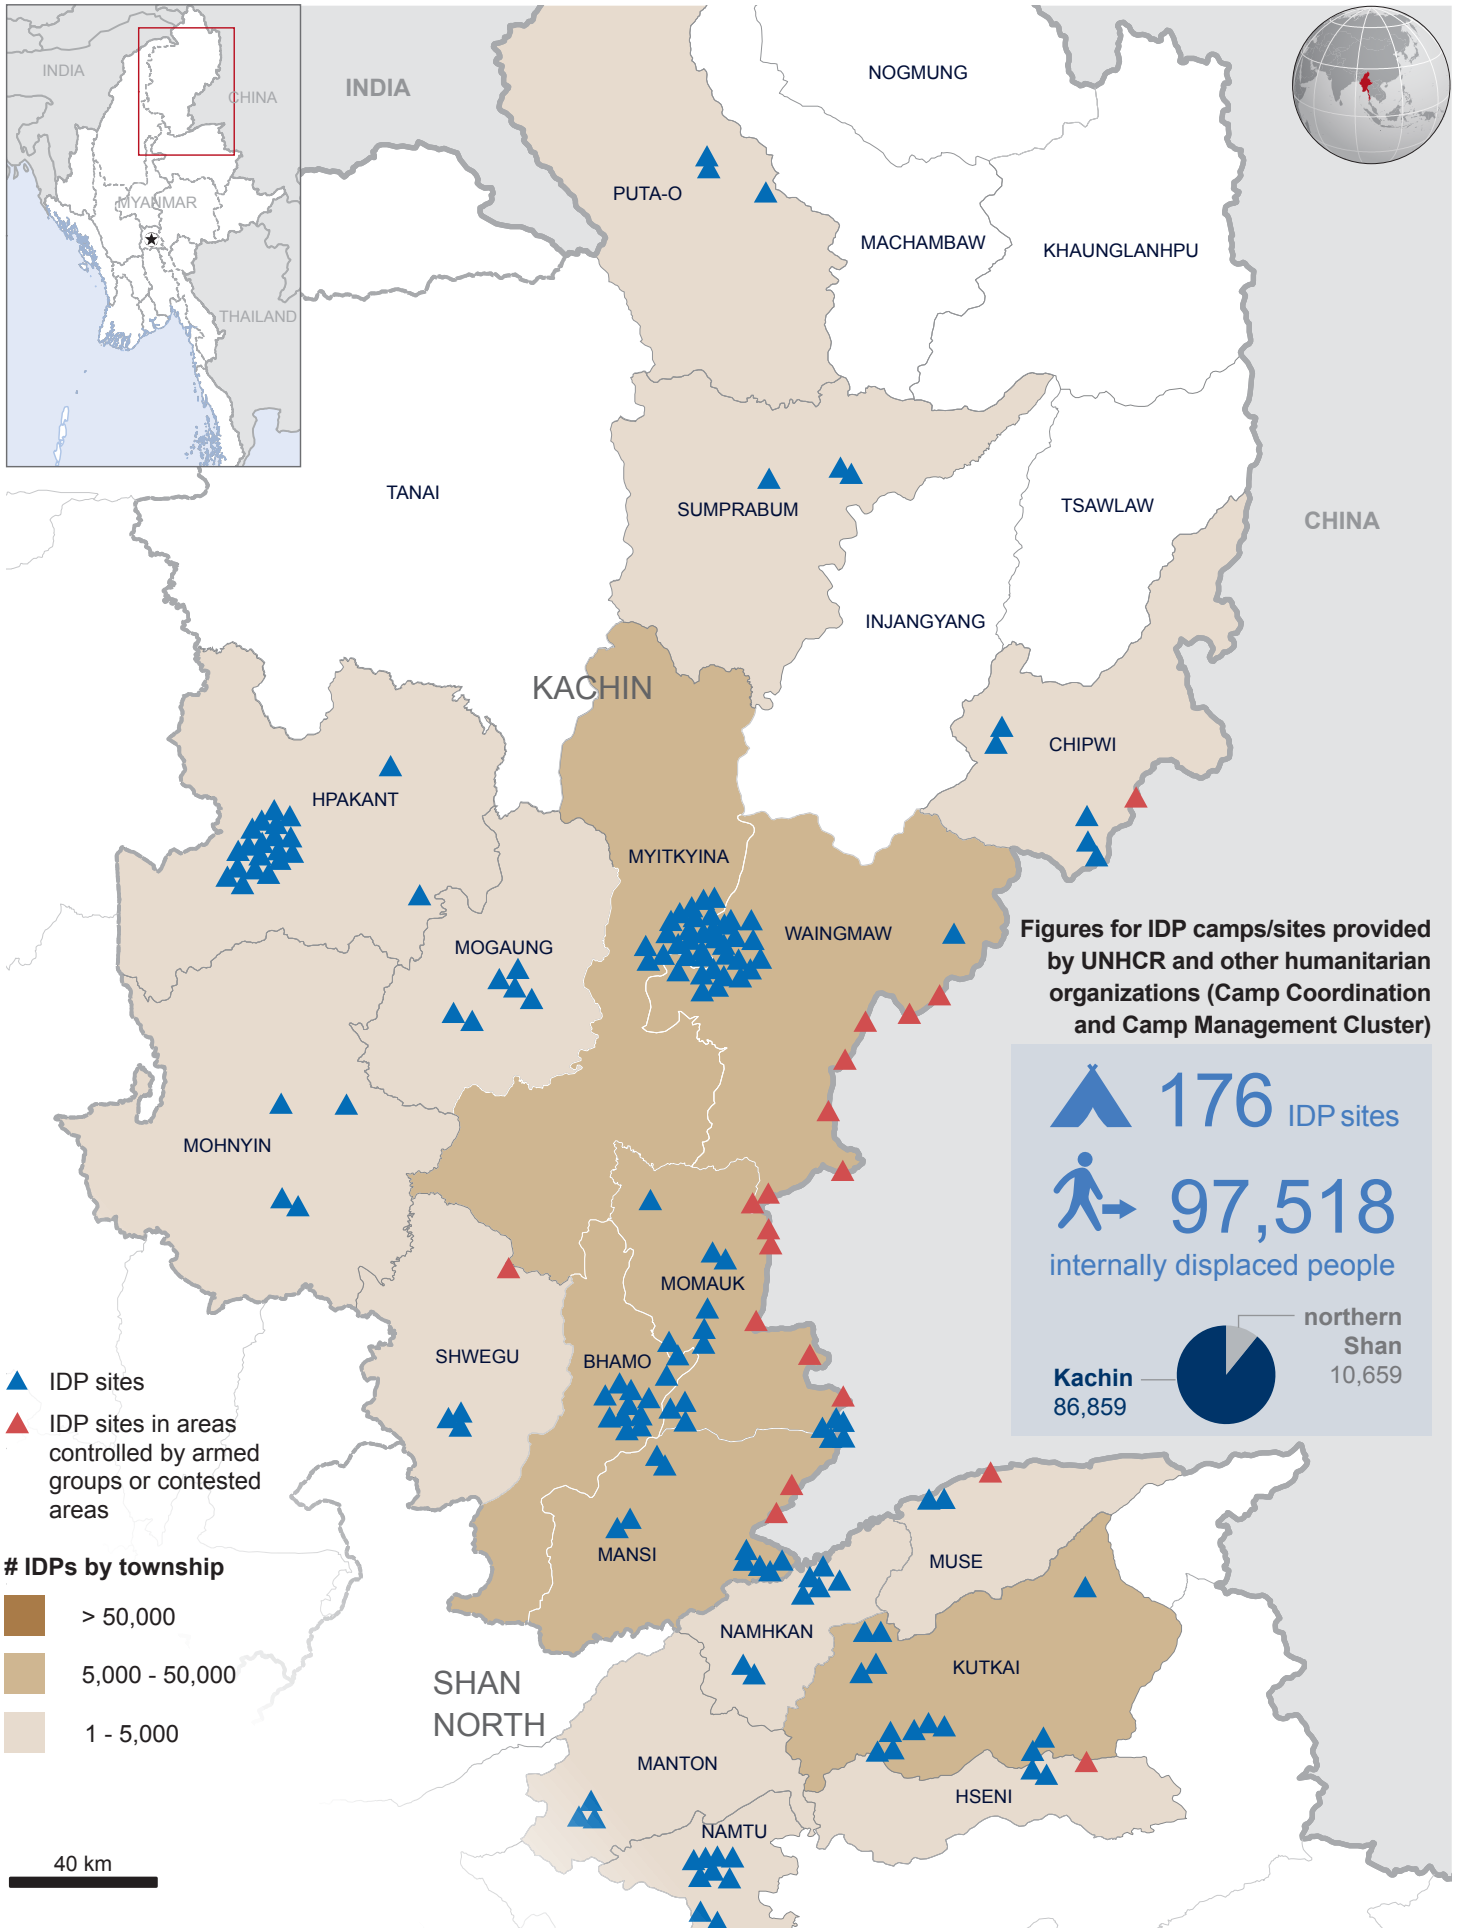 INDIA
CHINA
MYANMAR
THAILAND
INDIA
NOGMUNG
PUTA-O
MACHAMBAW
KHAUNGLANHPU
TANAI
SUMPRABUM
TSAWLAW
CHINA
INJANGYANG
KACHIN
CHIPWI
HPAKANT
MYITKYINA
WAINGMAW
MOGAUNG
Figures for IDP camps/sites provided
by UNHCR and other humanitarian
organizations (Camp Coordination
and Camp Management Cluster)
176 IDP sites
97,518
internally displaced people
northern
Shan
10,659
Kachin
86,859
MOHNYIN
MOMAUK
SHWEGU
BHAMO
MANSI
MUSE
NAMHKAN
KUTKAI
SHAN
NORTH
MANTON
HSENI
NAMTU
IDP sites
IDP sites in areas
controlled by armed
groups or contested
areas
# IDPs by township
> 50,000
5,000 - 50,000
1 - 5,000
40 km